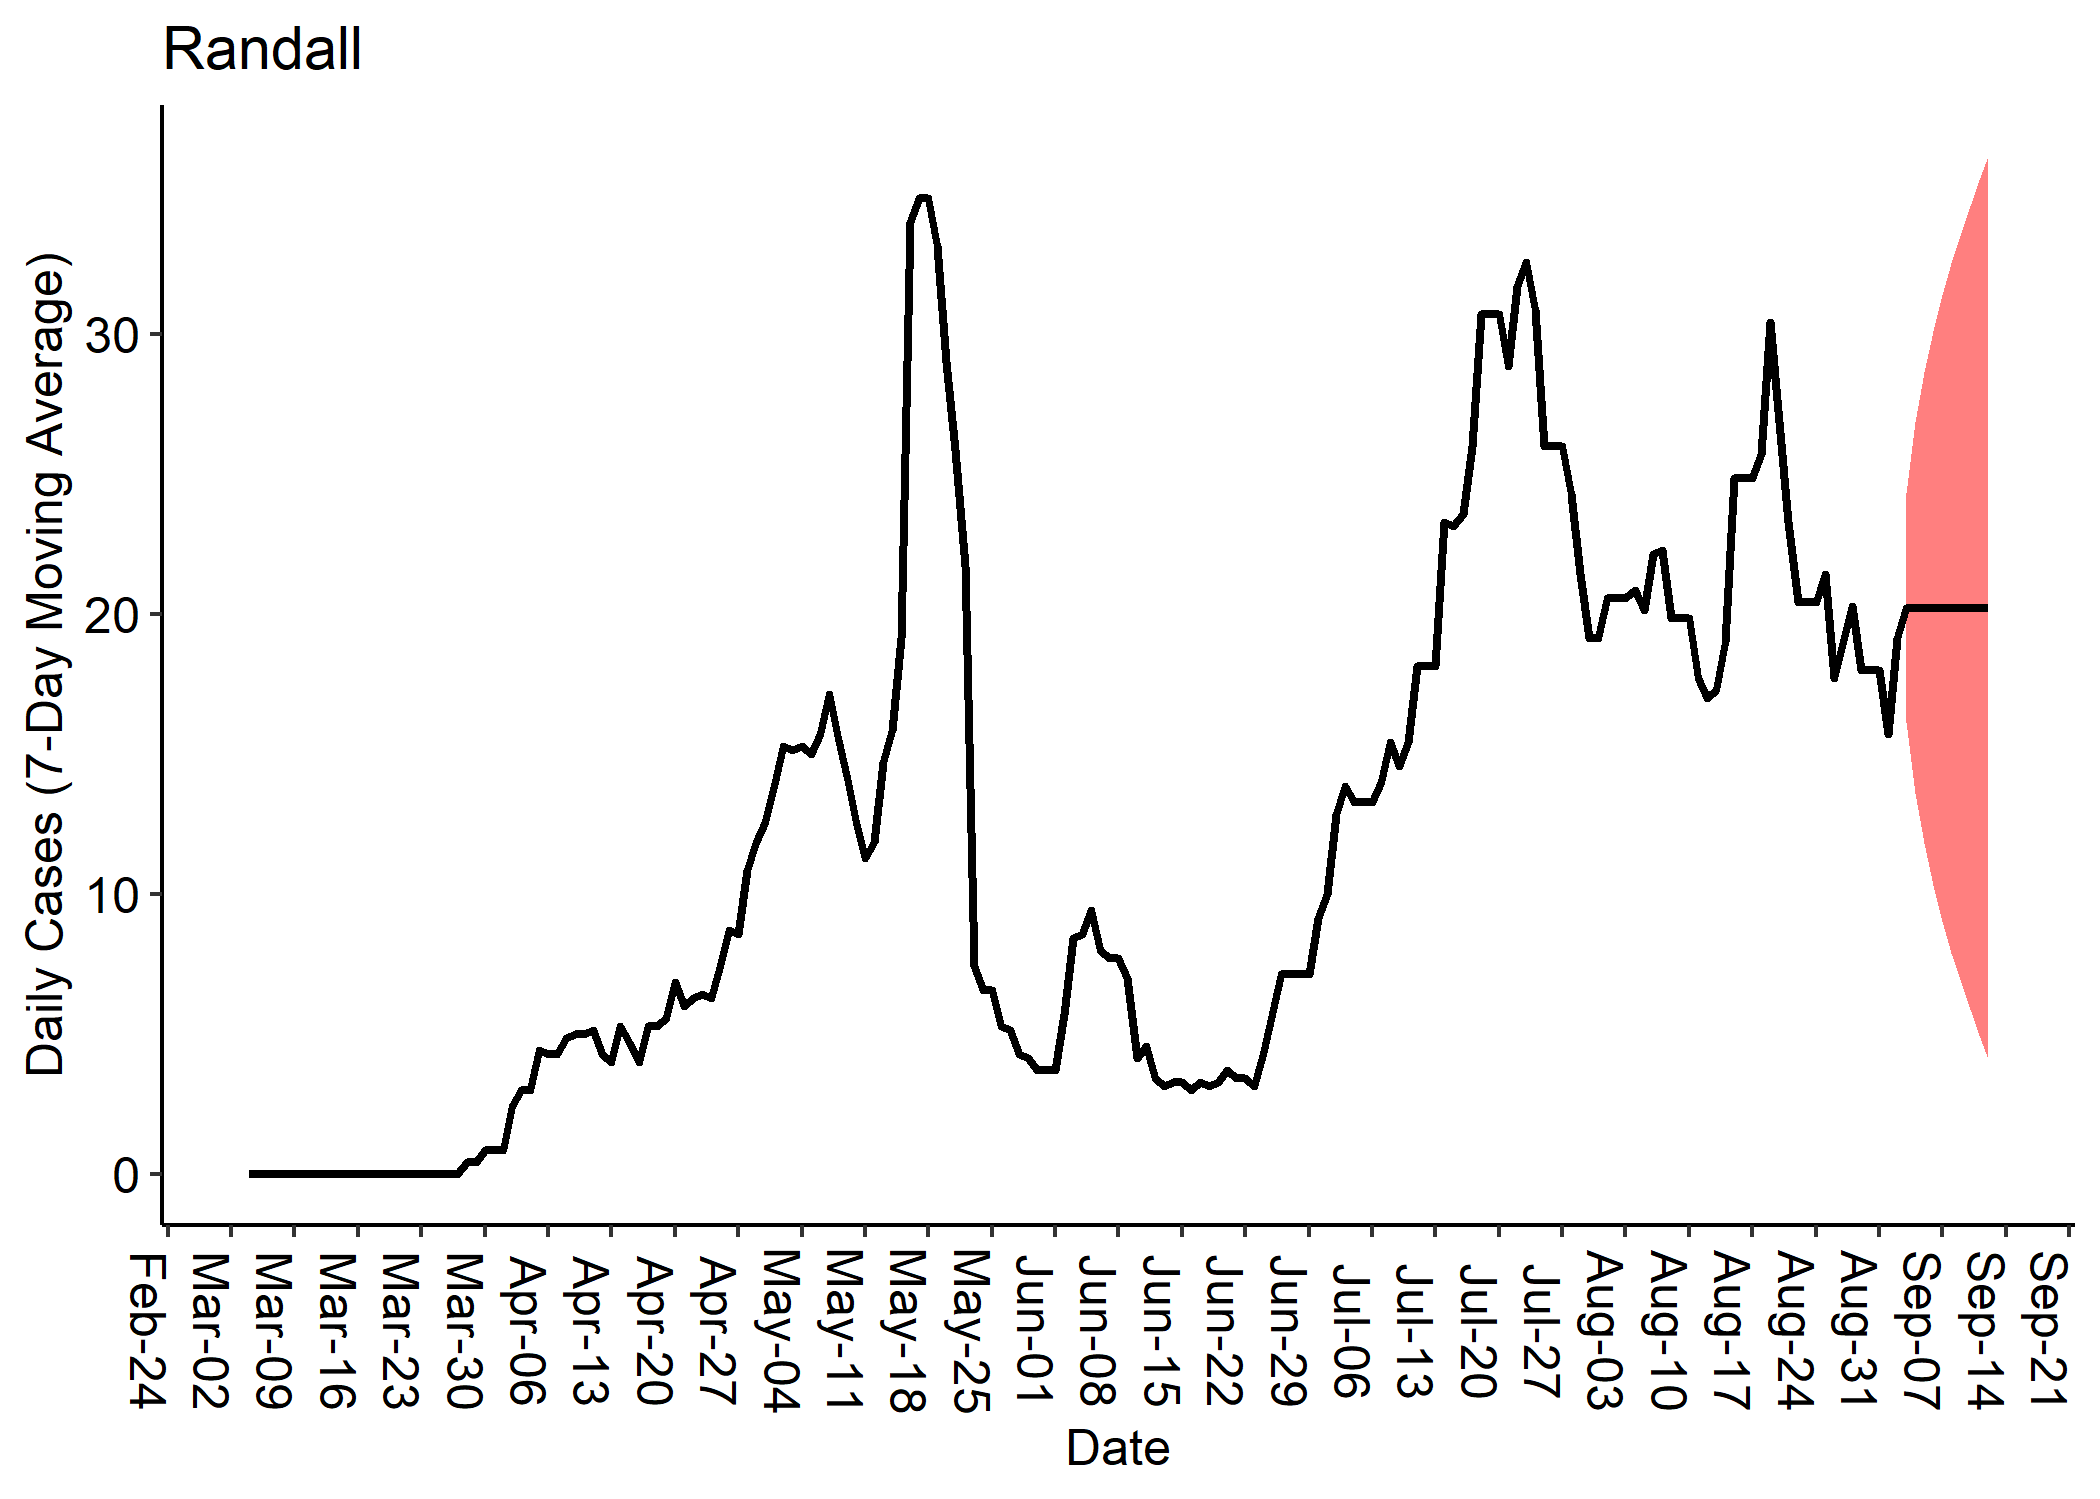 Randall
Daily Cases (7-Day Moving Average)
30
20
10
0
Feb-24
Mar-02
Mar-09
Mar-16
Mar-23
Mar-30
Apr-06
Apr-13
Apr-20
Apr-27
May-04
May-11
May-18
May-25
Jun-01
Jun-08
Jun-15
Jun-22
Jun-29
Jul-06
Jul-13
Jul-20
Jul-27
Aug-03
Aug-10
Aug-17
Aug-24
Aug-31
Sep-07
Sep-14
Sep-21
Date